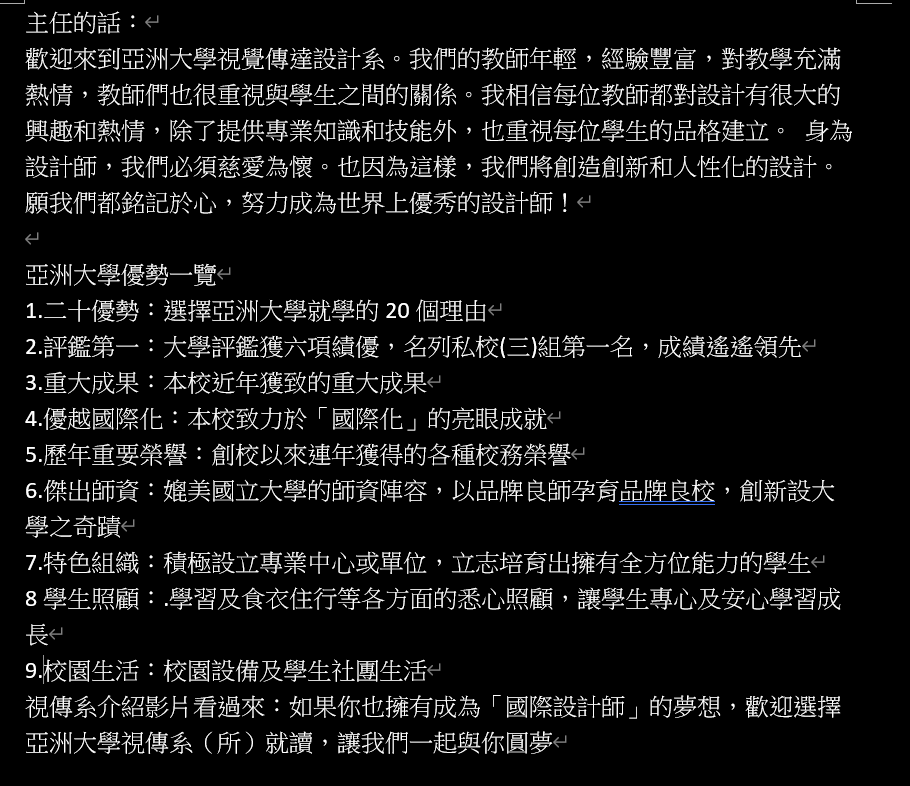 主任的話：
歡迎來到亞洲大學視覺傳達設計系。我們的教師年輕，經驗豐富，對教學充滿
熱情，教師們也很重視與學生之間的關係。我相信每位教師都對設計有很大的
興趣和熱情，除了提供專業知識和技能外，也重視每位學生的品格建立。 身為
設計師，我們必須慈愛為懷。也因為這樣，我們將創造創新和人性化的設計。
願我們都銘記於心，努力成為世界上優秀的設計師！
亞洲大學優勢一覽
1.二十優勢：選擇亞洲大學就學的 20 個理由
2.評鑑第一：大學評鑑獲六項績優，名列私校(三)組第一名，成績遙遙領先
3.重大成果：本校近年獲致的重大成果
4.優越國際化：本校致力於「國際化」的亮眼成就
5.歷年重要榮譽：創校以來連年獲得的各種校務榮譽
6.傑出師資：媲美國立大學的師資陣容，以品牌良師孕育品牌良校，創新設大
學之奇蹟
7.特色組織：積極設立專業中心或單位，立志培育出擁有全方位能力的學生
8 學生照顧：.學習及食衣住行等各方面的悉心照顧，讓學生專心及安心學習成
長
9.校園生活：校園設備及學生社團生活
視傳系介紹影片看過來：如果你也擁有成為「國際設計師」的夢想，歡迎選擇
亞洲大學視傳系（所）就讀，讓我們一起與你圓夢